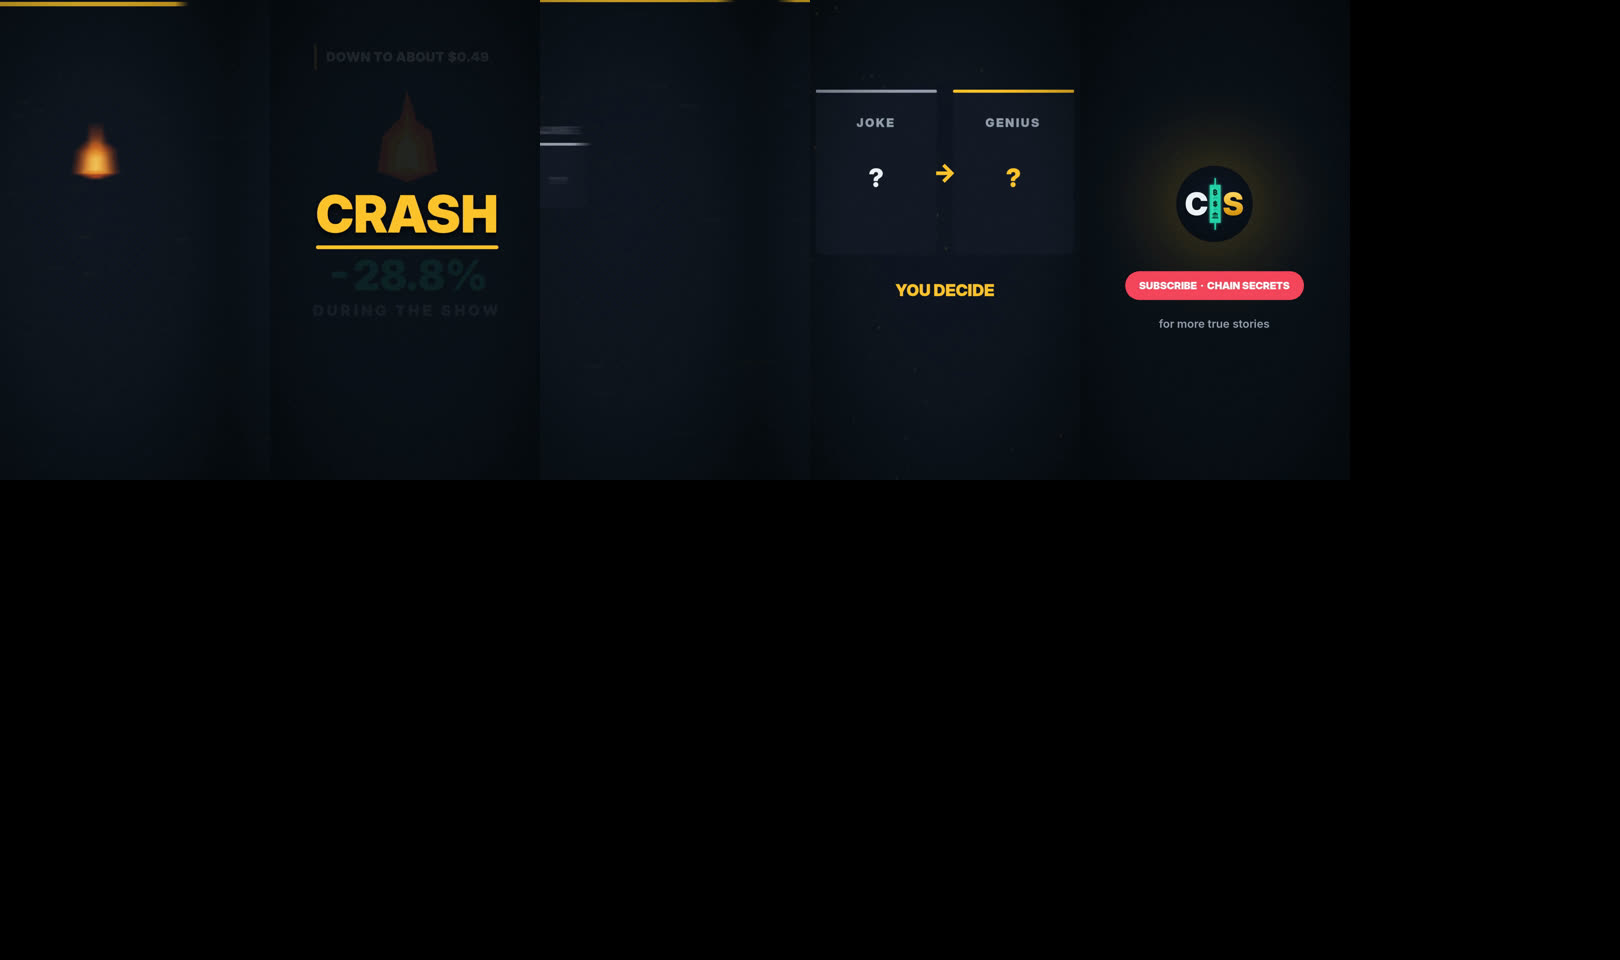 DOWN TO ABOUT $0.49
CRASH
-28.8%
DURING THE SHOW
JOKE
GENIUS
?
→
?
YOU DECIDE
C S
SUBSCRIBE · CHAIN SECRETS
for more true stories